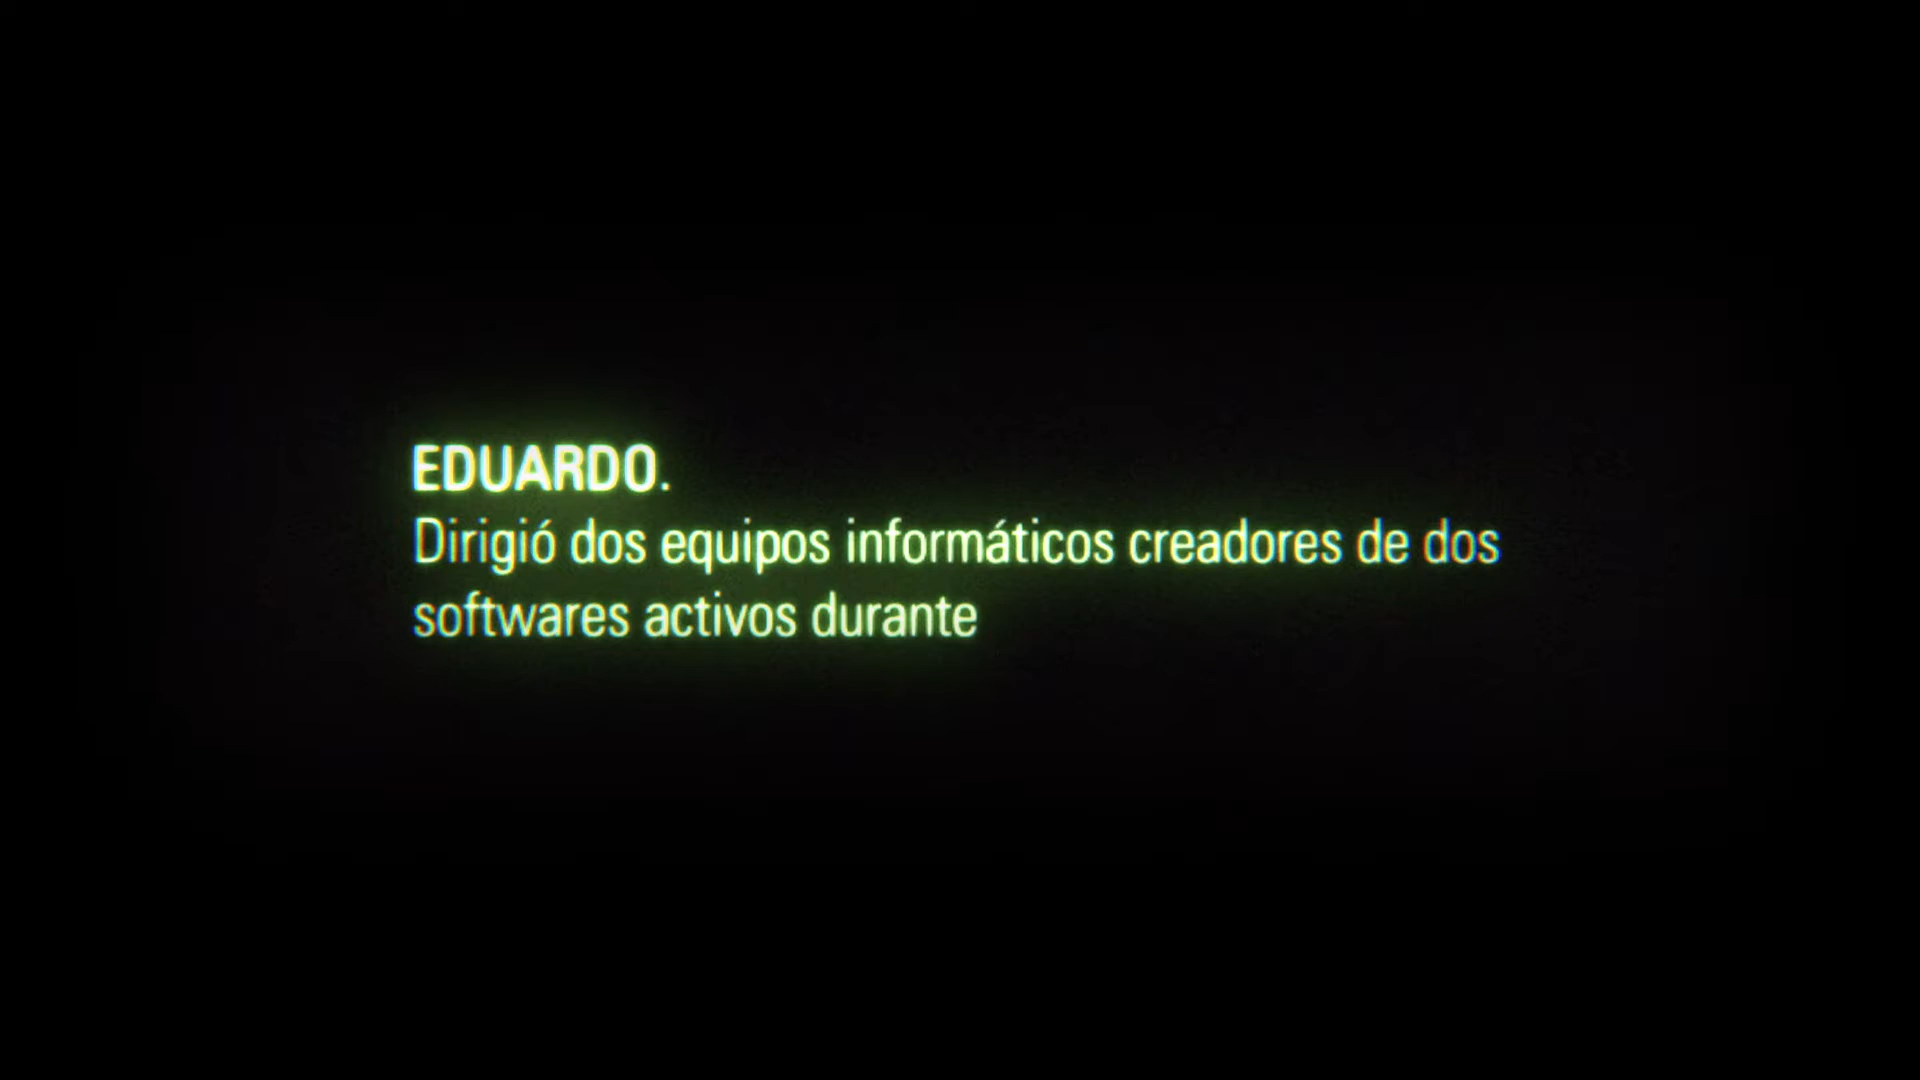 EDUARDO.
Dirigió dos equipos informáticos creadores de dos
softwares activos durante